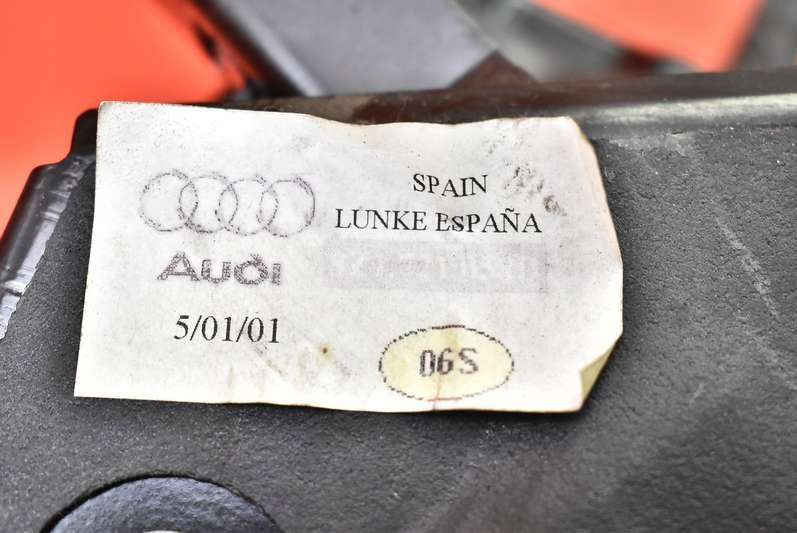 SPAIN
LUNKE ESPAÑA
Audi
5/01/01
06S